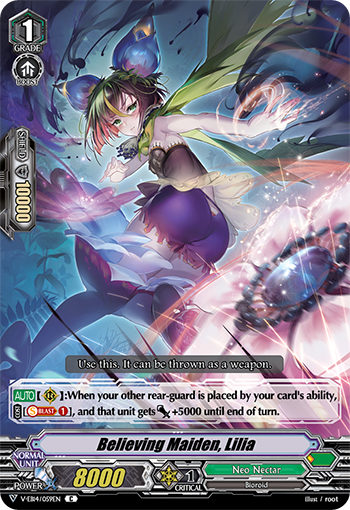 1
GRADE
BOOST
SHIELD
10000
Use this. It can be thrown as a weapon.
AUTO [ ]:When your other rear-guard is placed by your card's ability,
COST [S BLAST 1], and that unit gets +5000 until end of turn.
Believing Maiden, Lilia
NORMAL
UNIT
POWER
8000
1
CRITICAL
Neo Nectar
Bioroid
V-EB14/059EN C
Illust / root